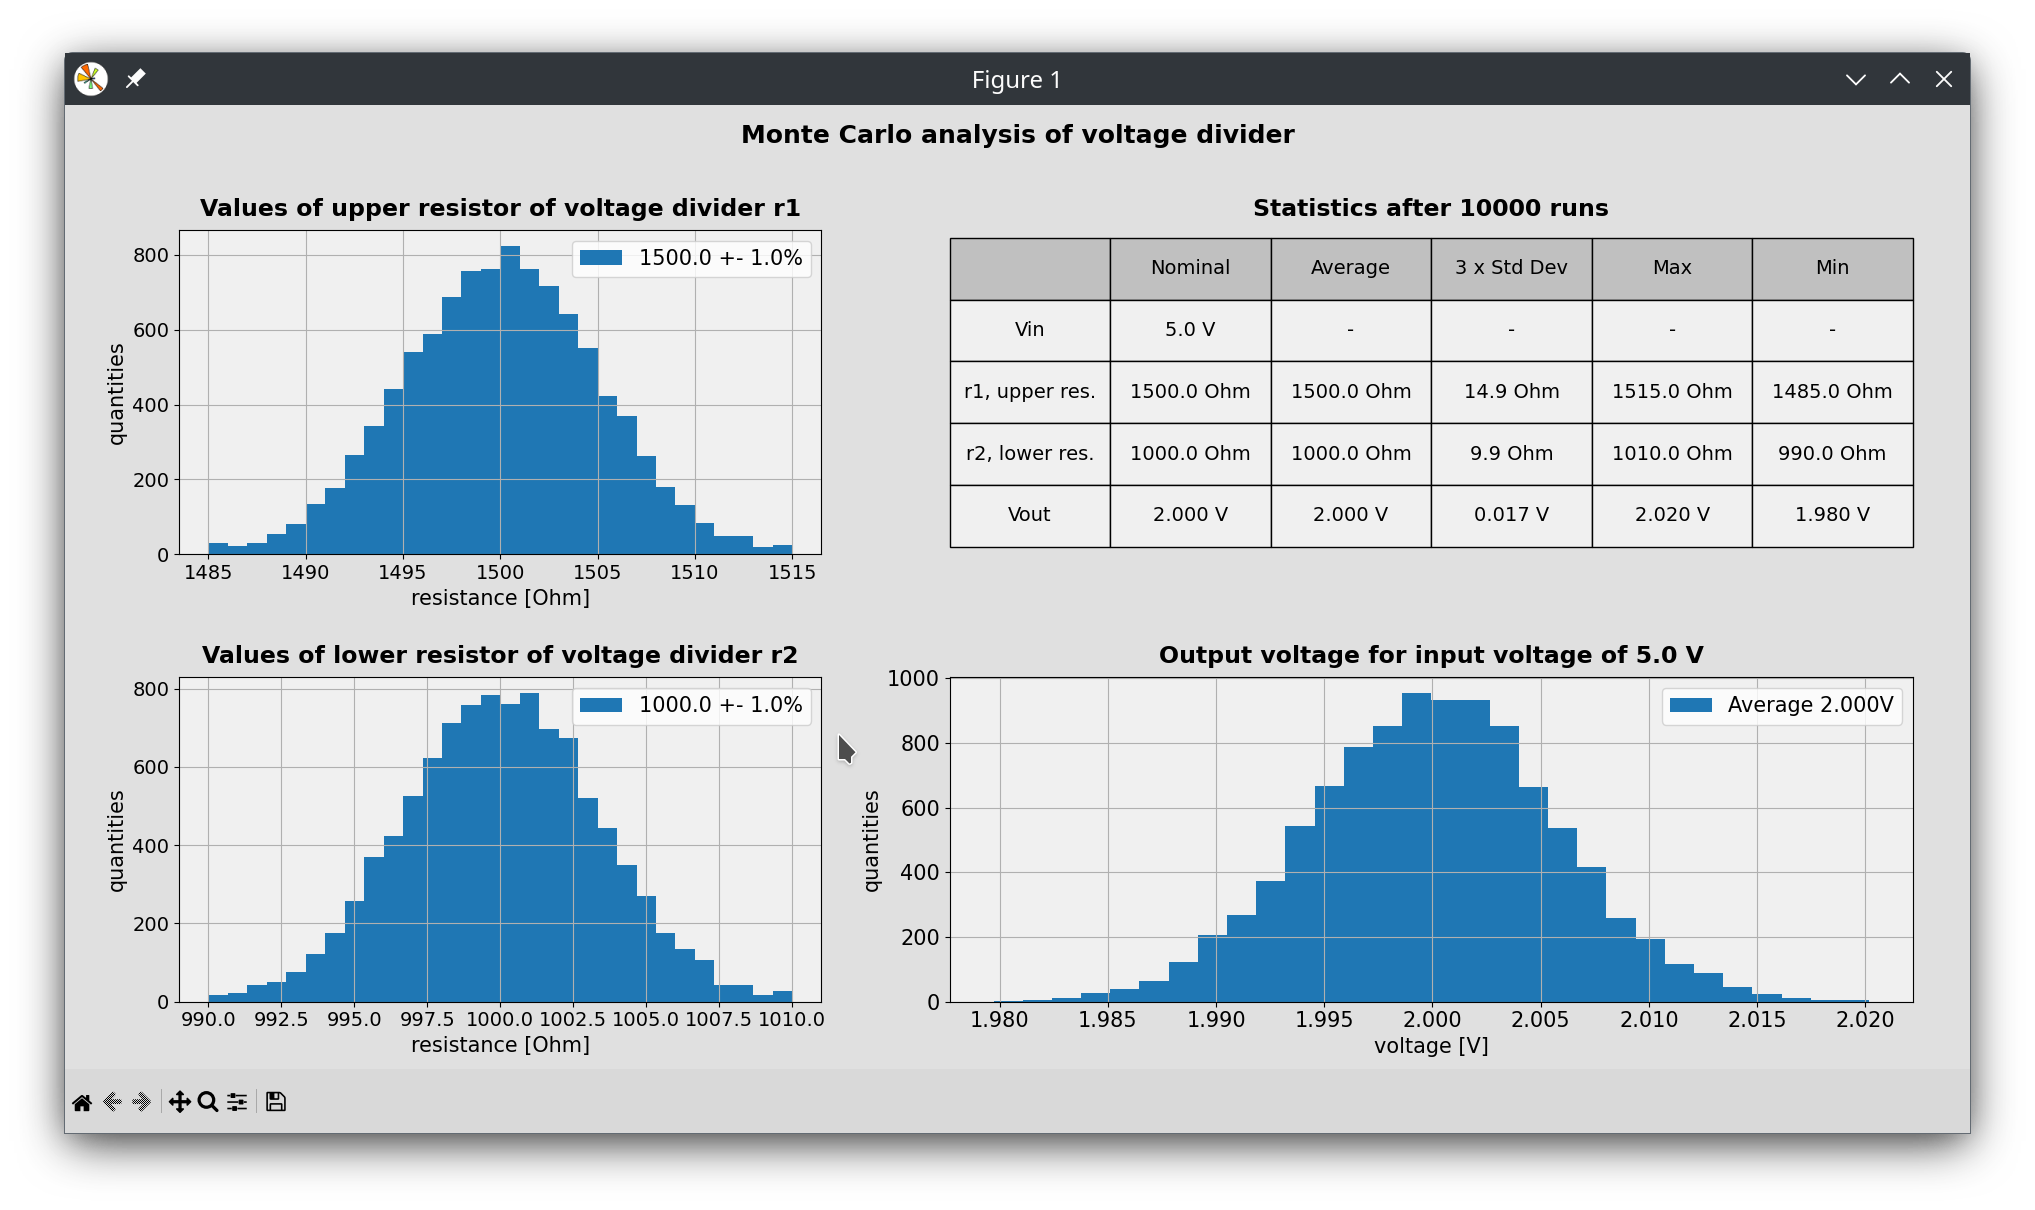 Figure 1
Monte Carlo analysis of voltage divider
Values of upper resistor of voltage divider r1
800
600
400
200
0
quantities
1500.0 +- 1.0%
1485 1490 1495 1500 1505 1510 1515
resistance [Ohm]
Statistics after 10000 runs
Nominal Average 3 x Std Dev Max Min
Vin 5.0 V - - - -
r1, upper res. 1500.0 Ohm 1500.0 Ohm 14.9 Ohm 1515.0 Ohm 1485.0 Ohm
r2, lower res. 1000.0 Ohm 1000.0 Ohm 9.9 Ohm 1010.0 Ohm 990.0 Ohm
Vout 2.000 V 2.000 V 0.017 V 2.020 V 1.980 V
Values of lower resistor of voltage divider r2
800
600
400
200
0
quantities
1000.0 +- 1.0%
990.0 992.5 995.0 997.5 1000.0 1002.5 1005.0 1007.5 1010.0
resistance [Ohm]
Output voltage for input voltage of 5.0 V
1000
800
600
400
200
0
quantities
Average 2.000V
1.980 1.985 1.990 1.995 2.000 2.005 2.010 2.015 2.020
voltage [V]